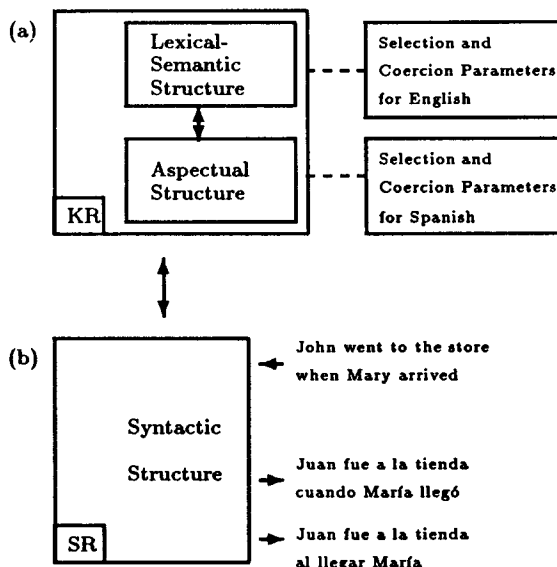 (a)
Lexical-
Semantic
Structure
Aspectual
Structure
KR
Selection and
Coercion Parameters
for English
Selection and
Coercion Parameters
for Spanish
(b)
Syntactic
Structure
SR
John went to the store
when Mary arrived
Juan fue a la tienda
cuando María llegó
Juan fue a la tienda
al llegar María